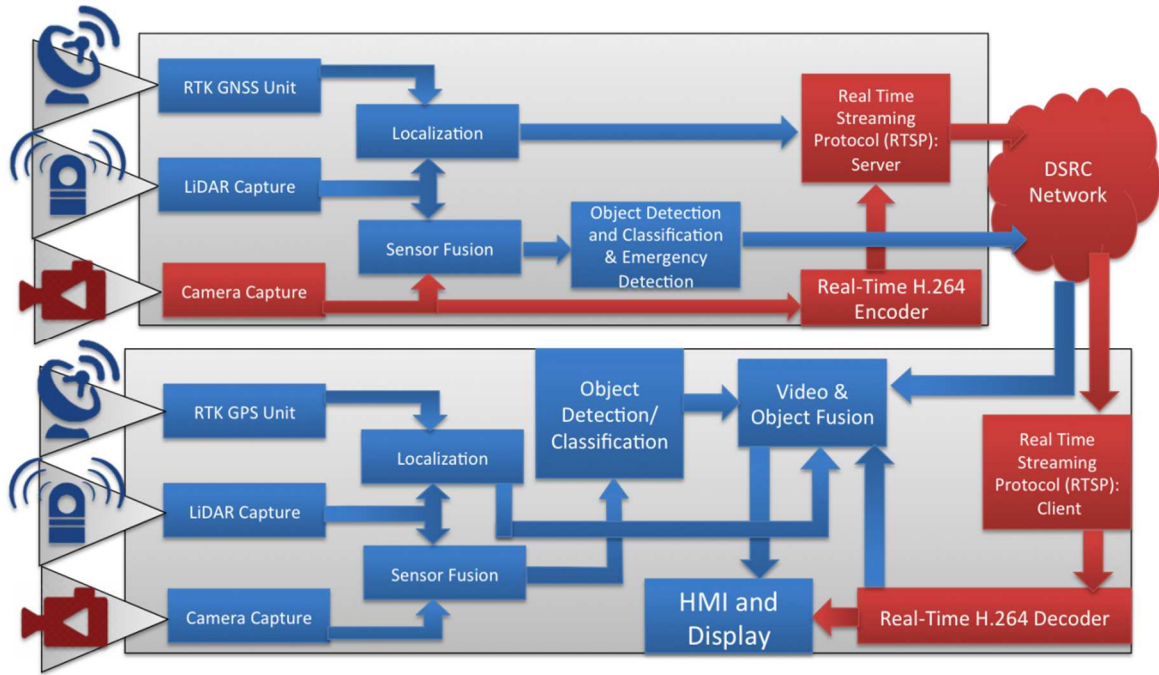 RTK GNSS Unit
Localization
Real Time
Streaming
Protocol (RTSP):
Server
DSRC
Network
LiDAR Capture
Sensor Fusion
Object Detection
and Classification
& Emergency
Detection
Camera Capture
Real-Time H.264
Encoder
RTK GPS Unit
Localization
Object
Detection/
Classification
Video &
Object Fusion
Real Time
Streaming
Protocol (RTSP):
Client
LiDAR Capture
Sensor Fusion
Camera Capture
HMI and
Display
Real-Time H.264 Decoder